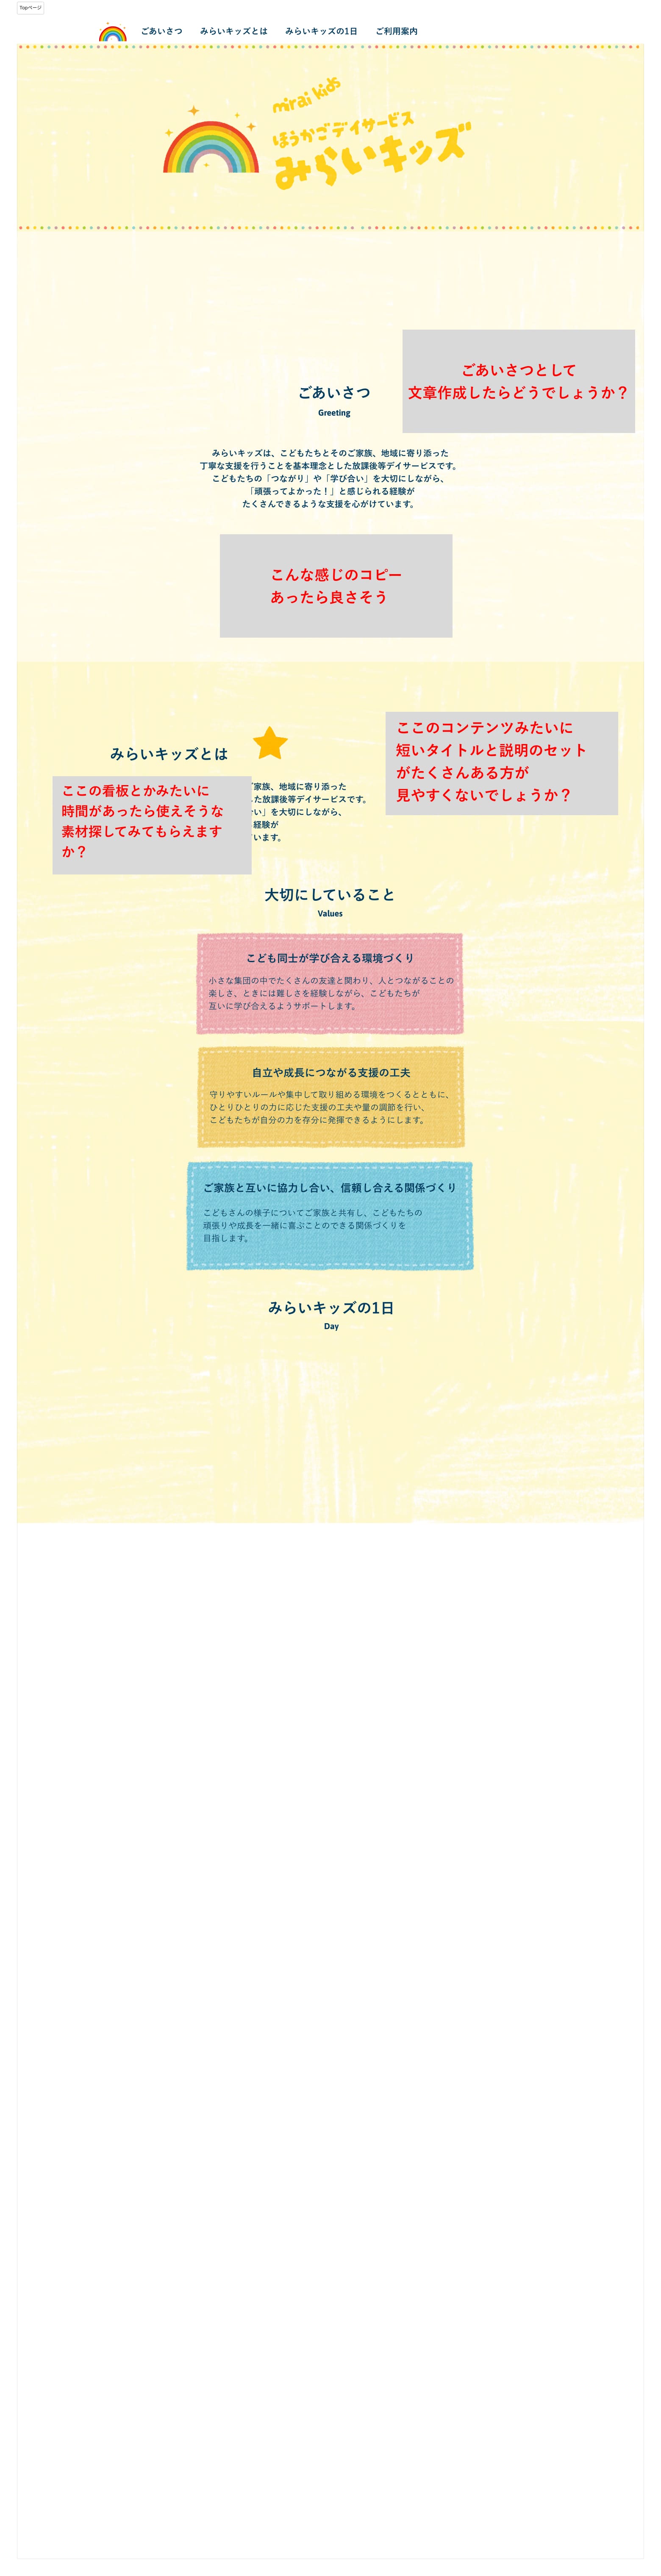 Topページ
ごあいさつ
みらいキッズとは
みらいキッズの1日
ご利用案内
mirai kids
ほうかごデイサービス
みらいキッズ
ごあいさつとして
文章作成したらどうでしょうか？
ごあいさつ
Greeting
みらいキッズは、こどもたちとそのご家族、地域に寄り添った
丁寧な支援を行うことを基本理念とした放課後等デイサービスです。
こどもたちの「つながり」や「学び合い」を大切にしながら、
「頑張ってよかった！」と感じられる経験が
たくさんできるような支援を心がけています。
こんな感じのコピー
あったら良さそう
ここのコンテンツみたいに
短いタイトルと説明のセット
がたくさんある方が
見やすくないでしょうか？
みらいキッズとは
ここの看板とかみたいに
時間があったら使えそうな
素材探してみてもらえます
か？
ご家族、地域に寄り添った
した放課後等デイサービスです。
い」を大切にしながら、
経験が
います。
大切にしていること
Values
こども同士が学び合える環境づくり
小さな集団の中でたくさんの友達と関わり、人とつながることの
楽しさ、ときには難しさを経験しながら、こどもたちが
互いに学び合えるようサポートします。
自立や成長につながる支援の工夫
守りやすいルールや集中して取り組める環境をつくるとともに、
ひとりひとりの力に応じた支援の工夫や量の調節を行い、
こどもたちが自分の力を存分に発揮できるようにします。
ご家族と互いに協力し合い、信頼し合える関係づくり
こどもさんの様子についてご家族と共有し、こどもたちの
頑張りや成長を一緒に喜ぶことのできる関係づくりを
目指します。
みらいキッズの1日
Day